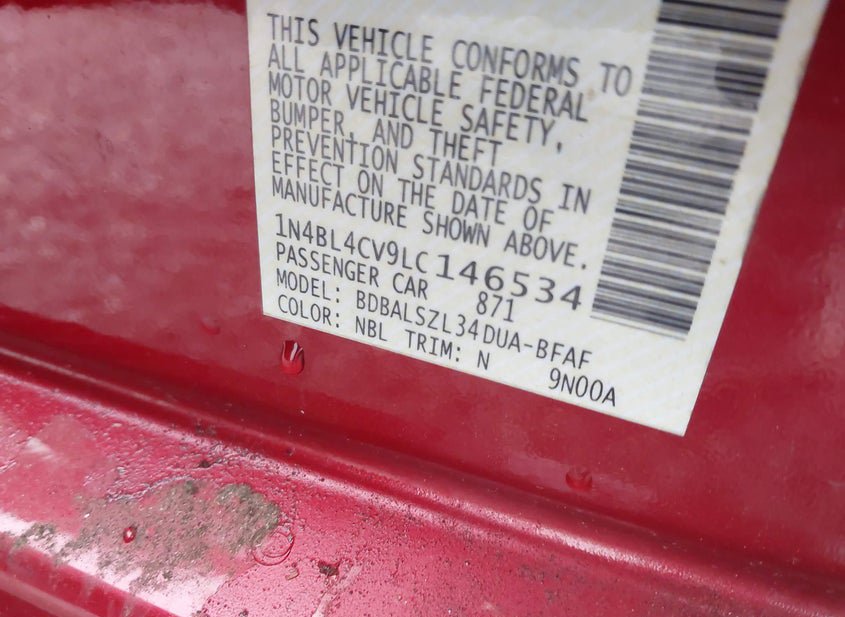 THIS VEHICLE CONFORMS TO
ALL APPLICABLE FEDERAL
MOTOR VEHICLE SAFETY,
BUMPER, AND THEFT
PREVENTION STANDARDS IN
EFFECT ON THE DATE OF
MANUFACTURE SHOWN ABOVE.
1N4BL4CV9LC146534
PASSENGER CAR 871
MODEL: BDBALSZL34DUA-BFAF
COLOR: NBL TRIM: N 9N00A